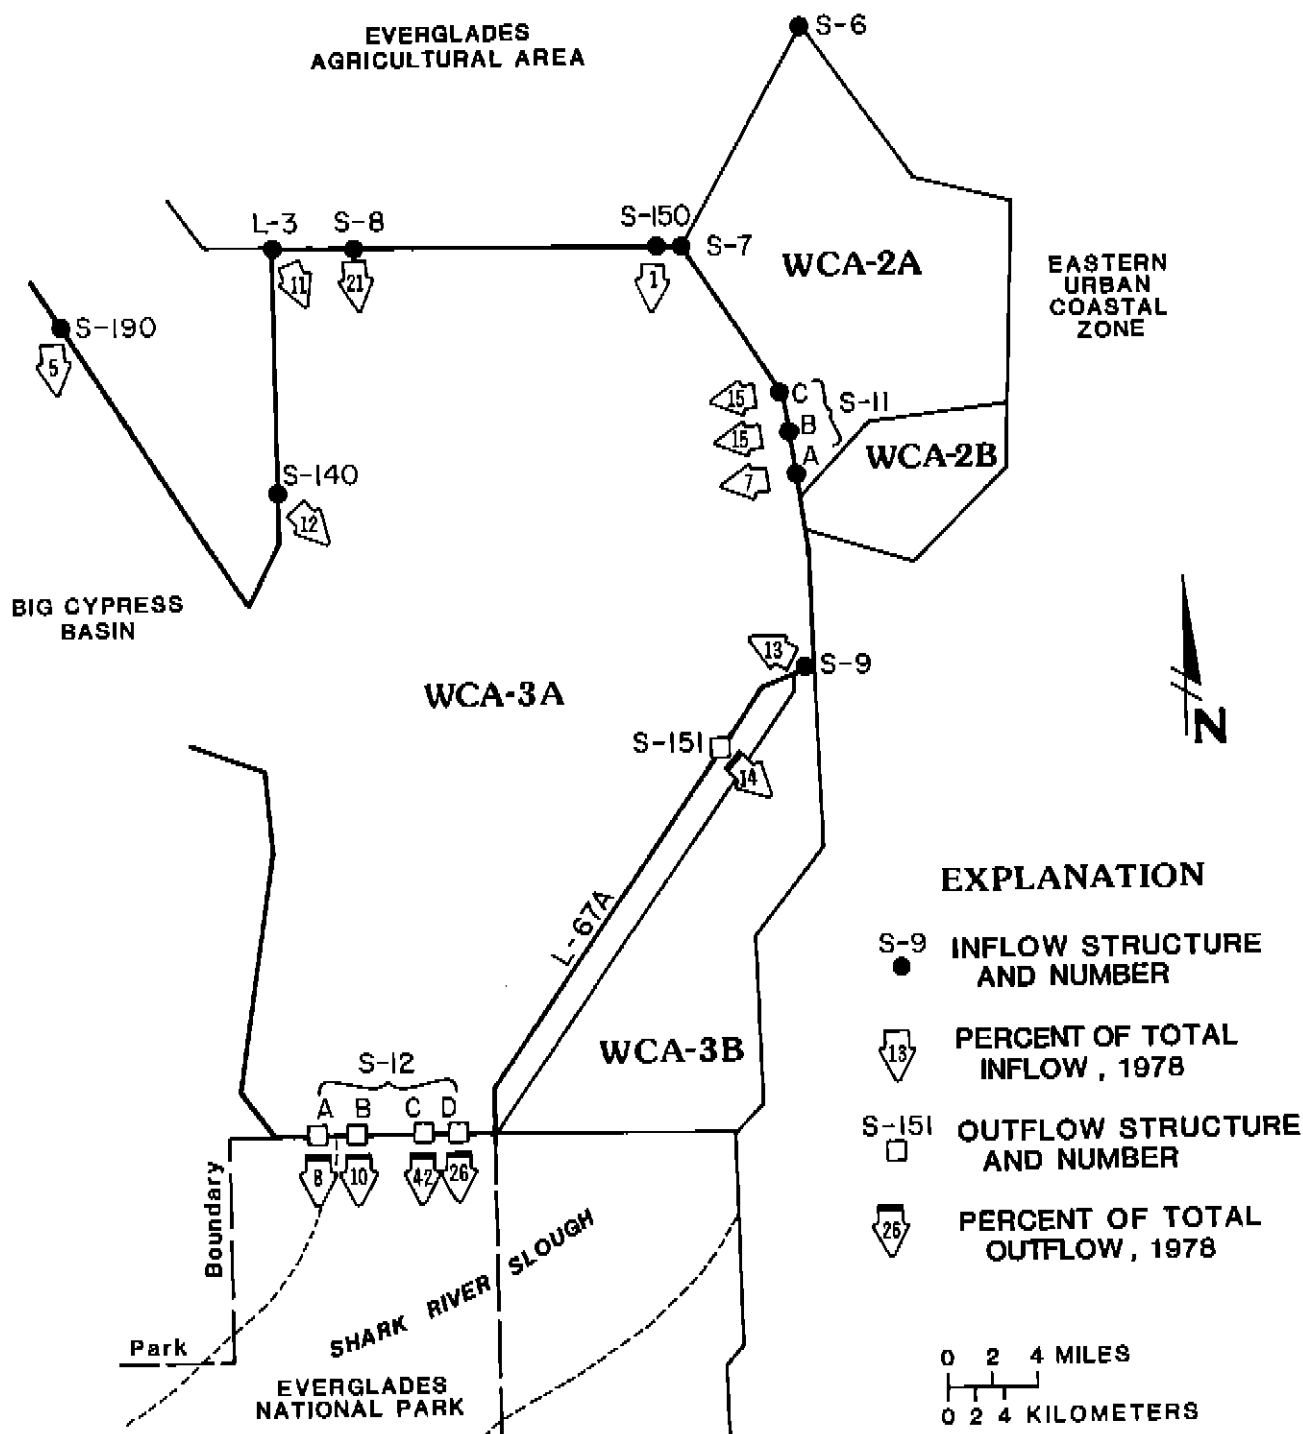 EVERGLADES
AGRICULTURAL AREA
S-6
L-3
S-8
S-150
S-7
11
21
1
WCA-2A
EASTERN
URBAN
COASTAL
ZONE
S-190
5
15
C
S-11
15
B
7
A
WCA-2B
S-140
12
BIG CYPRESS
BASIN
13
S-9
WCA-3A
S-151
14
N
L-67A
WCA-3B
S-12
A B C D
8 10 42 26
Boundary
Park
SHARK RIVER SLOUGH
EVERGLADES
NATIONAL PARK
EXPLANATION
S-9 INFLOW STRUCTURE
AND NUMBER
13 PERCENT OF TOTAL
INFLOW, 1978
S-151 OUTFLOW STRUCTURE
AND NUMBER
26 PERCENT OF TOTAL
OUTFLOW, 1978
0 2 4 MILES
0 2 4 KILOMETERS